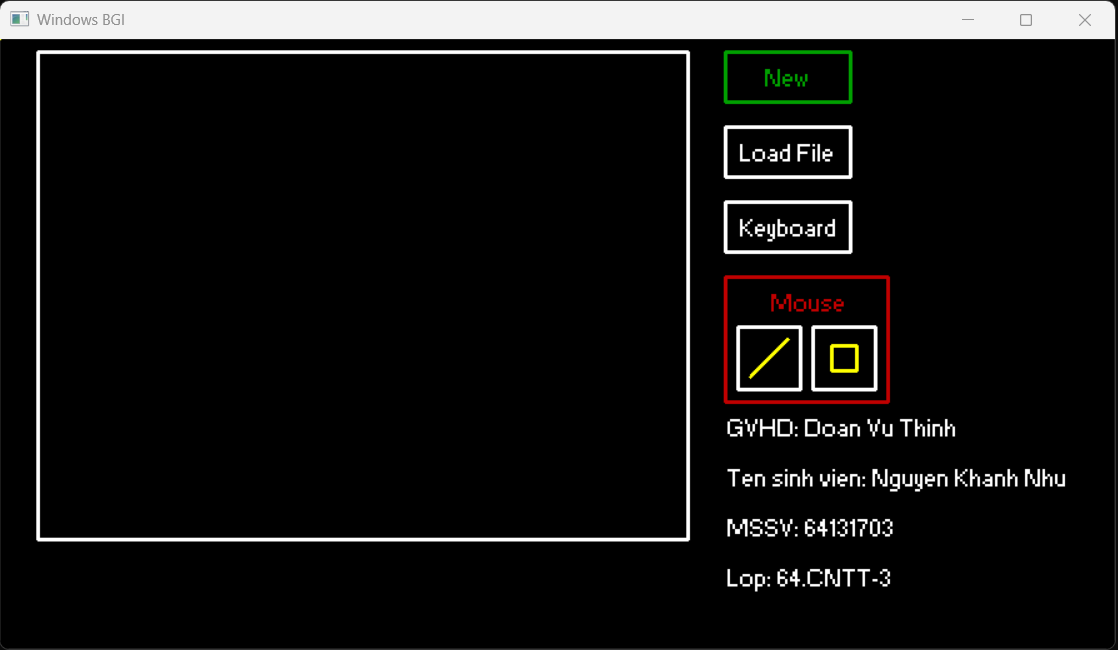 Windows BGI
New
Load File
Keyboard
Mouse
GVHD: Doan Vu Thinh
Ten sinh vien: Nguyen Khanh Nhu
MSSV: 64131703
Lop: 64.CNTT-3